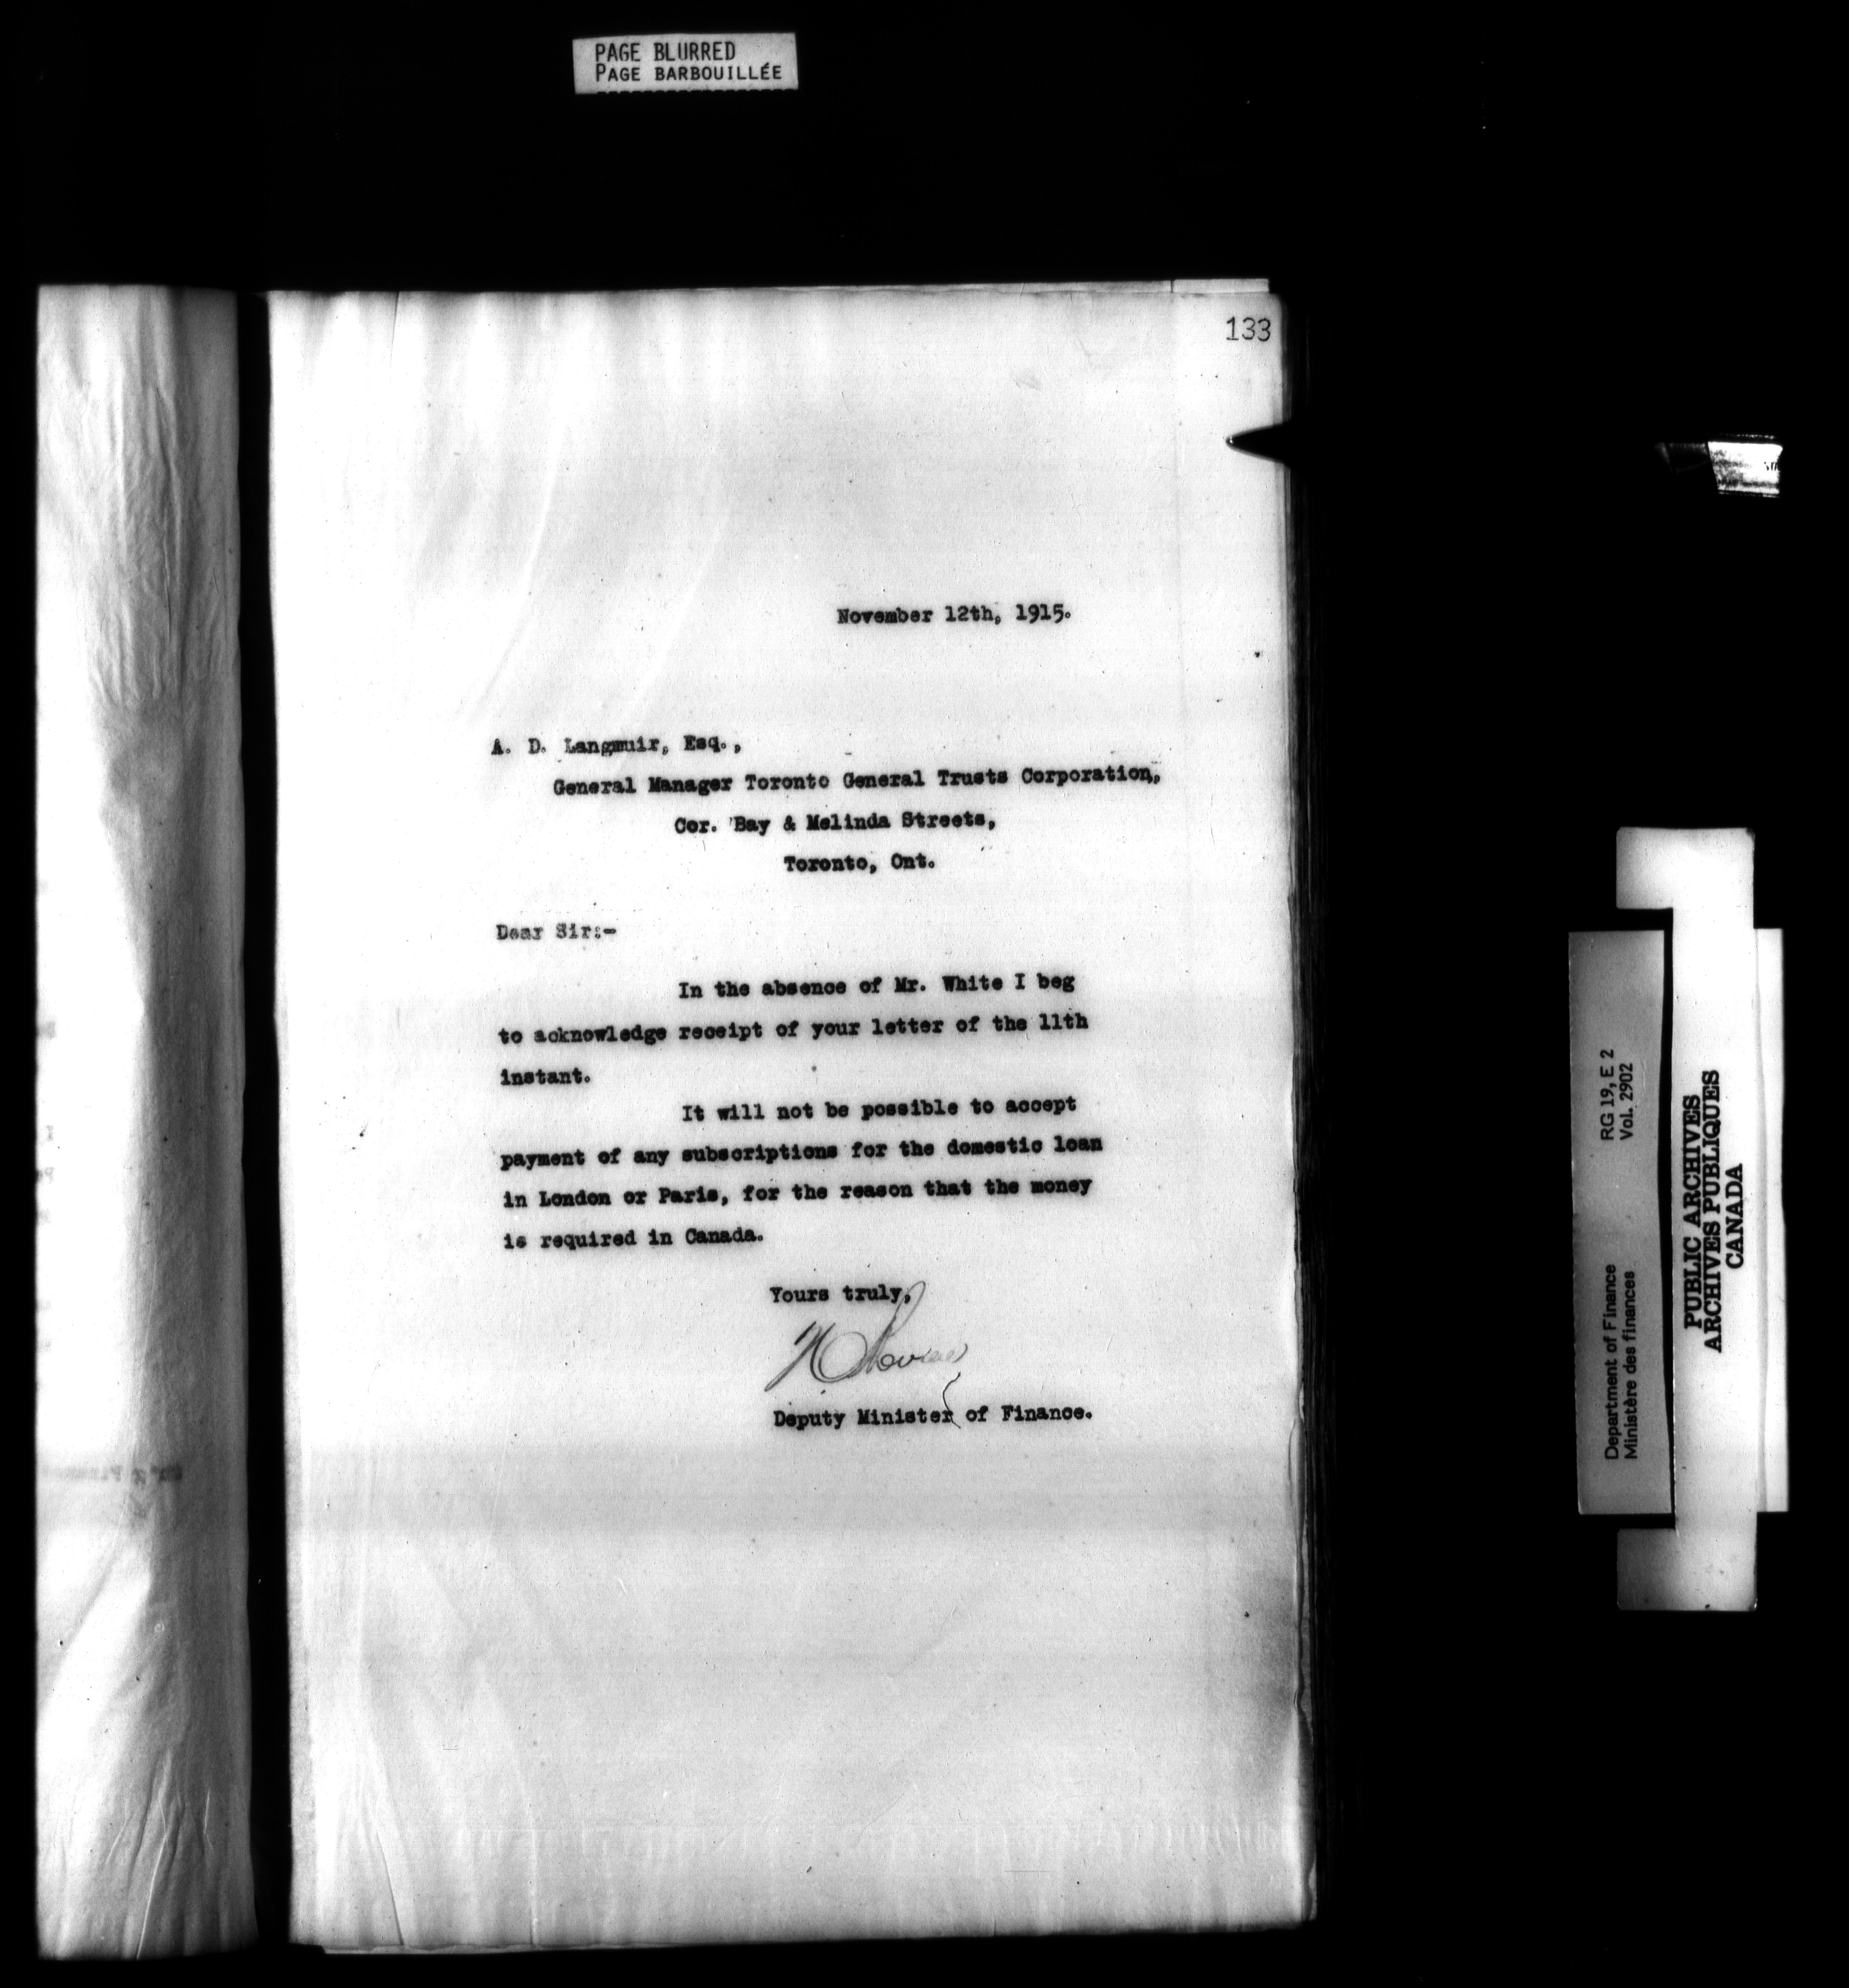 PAGE BLURRED
PAGE BARBOUILLÉE
133
November 12th, 1915.
A. D. Langmuir, Esq.,
General Manager Toronto General Trusts Corporation,
Cor. Bay & Melinda Streets,
Toronto, Ont.
Dear Sir:-
In the absence of Mr. White I beg
to acknowledge receipt of your letter of the 11th
instant.
It will not be possible to accept
payment of any subscriptions for the domestic loan
in London or Paris, for the reason that the money
is required in Canada.
Yours truly,
Deputy Minister of Finance.
Department of Finance
Ministère des finances
RG 19, E 2
Vol. 2902
PUBLIC ARCHIVES
ARCHIVES PUBLIQUES
CANADA